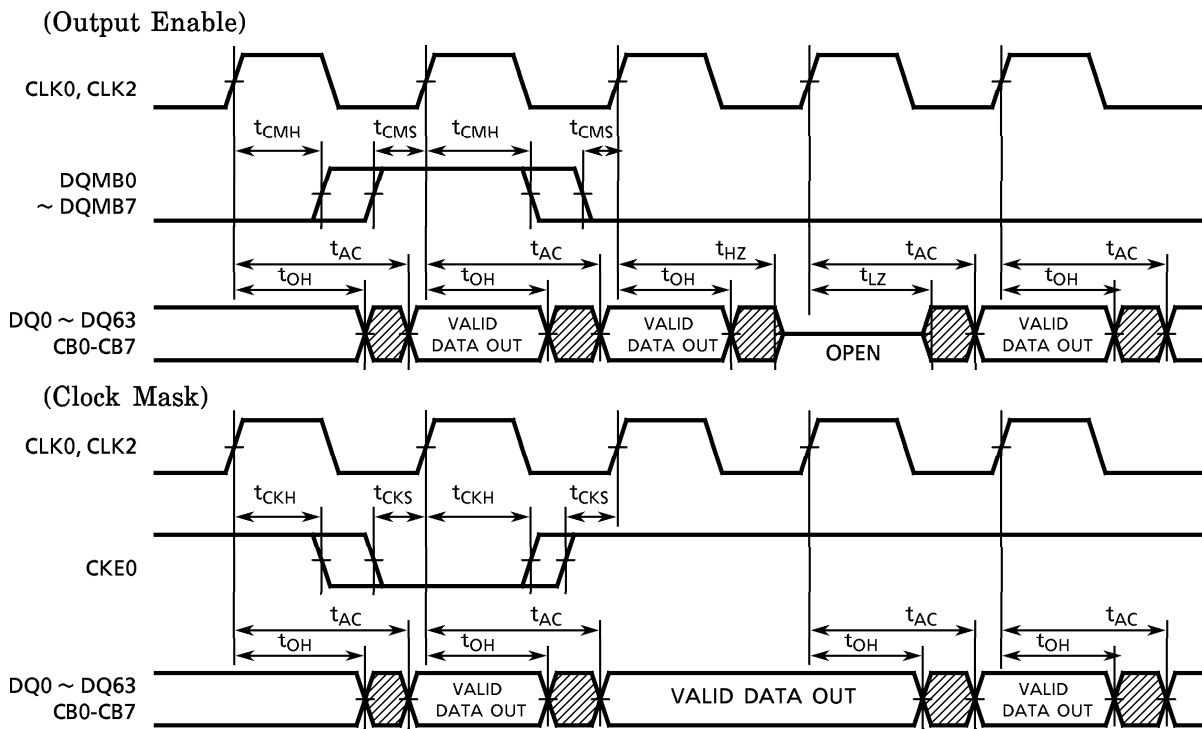 (Output Enable)
CLK0, CLK2
tCMH tCMS tCMH tCMS
DQMB0
~ DQMB7
tAC tAC tHZ tAC tAC
tOH tOH tOH tLZ tOH
DQ0 ~ DQ63
CB0-CB7
VALID
DATA OUT
VALID
DATA OUT
OPEN
VALID
DATA OUT
(Clock Mask)
CLK0, CLK2
tCKH tCKS tCKH tCKS
CKE0
tAC tAC tAC tAC
tOH tOH tOH tOH
DQ0 ~ DQ63
CB0-CB7
VALID
DATA OUT
VALID DATA OUT
VALID
DATA OUT